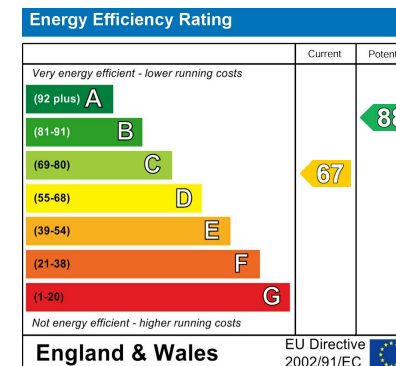 Energy Efficiency Rating
Current
Very energy efficient - lower running costs
(92 plus) A
(81-91) B
(69-80) C
(55-68) D
(39-54) E
(21-38) F
(1-20) G
67
Not energy efficient - higher running costs
England & Wales
EU Directive
2002/91/EC